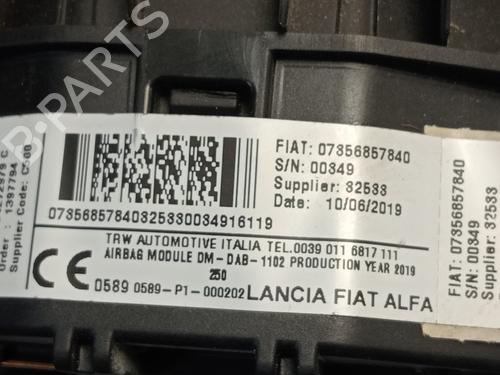 B-PARTS
FIAT: 07356857840
S/N: 00349
Supplier: 32533
Date: 10/06/2019
07356857840325330034916119
TRW AUTOMOTIVE ITALIA TEL.0039 011 6817 111
AIRBAG MODULE DM-DAB-1102 PRODUCTION YEAR 2019
250
0589 0589-P1-000202 LANCIA FIAT ALFA
Order : 1397794
Supplier Code:
FIAT: 07356857840
S/N: 00349
Supplier: 32533